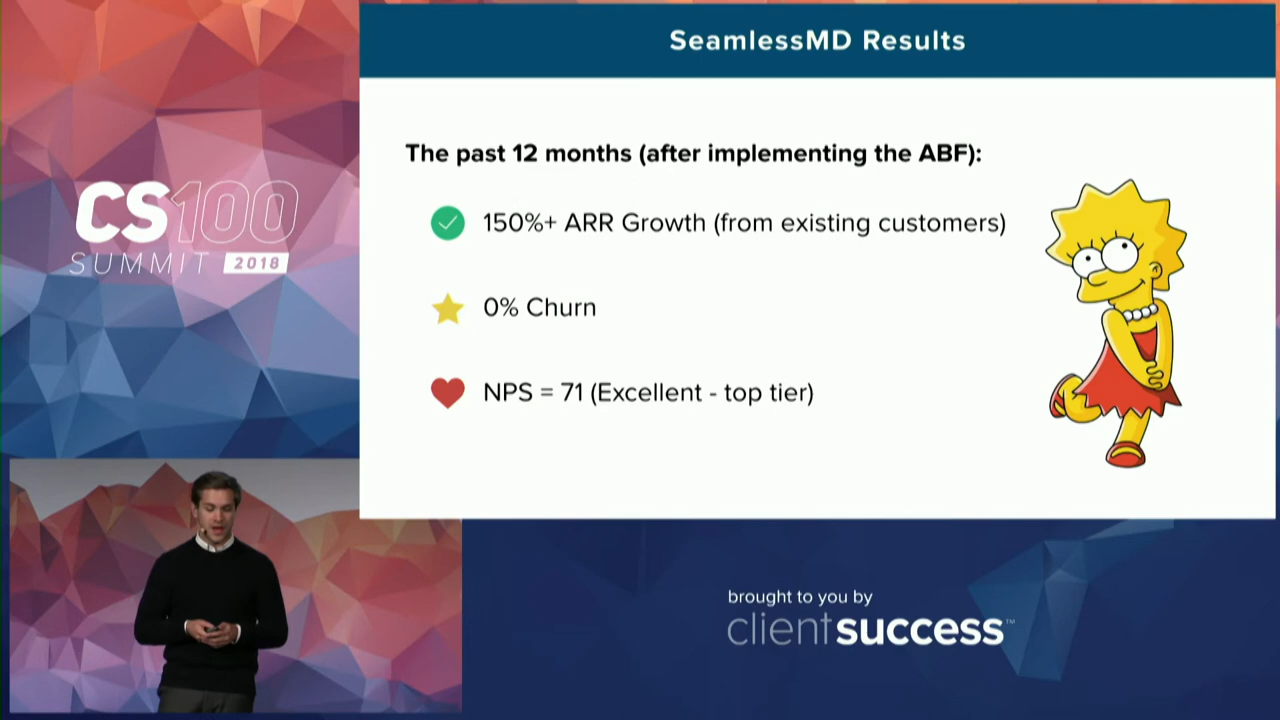 SeamlessMD Results
The past 12 months (after implementing the ABF):
150%+ ARR Growth (from existing customers)
0% Churn
NPS = 71 (Excellent - top tier)
CS100
SUMMIT 2018
brought to you by
clientsuccess™